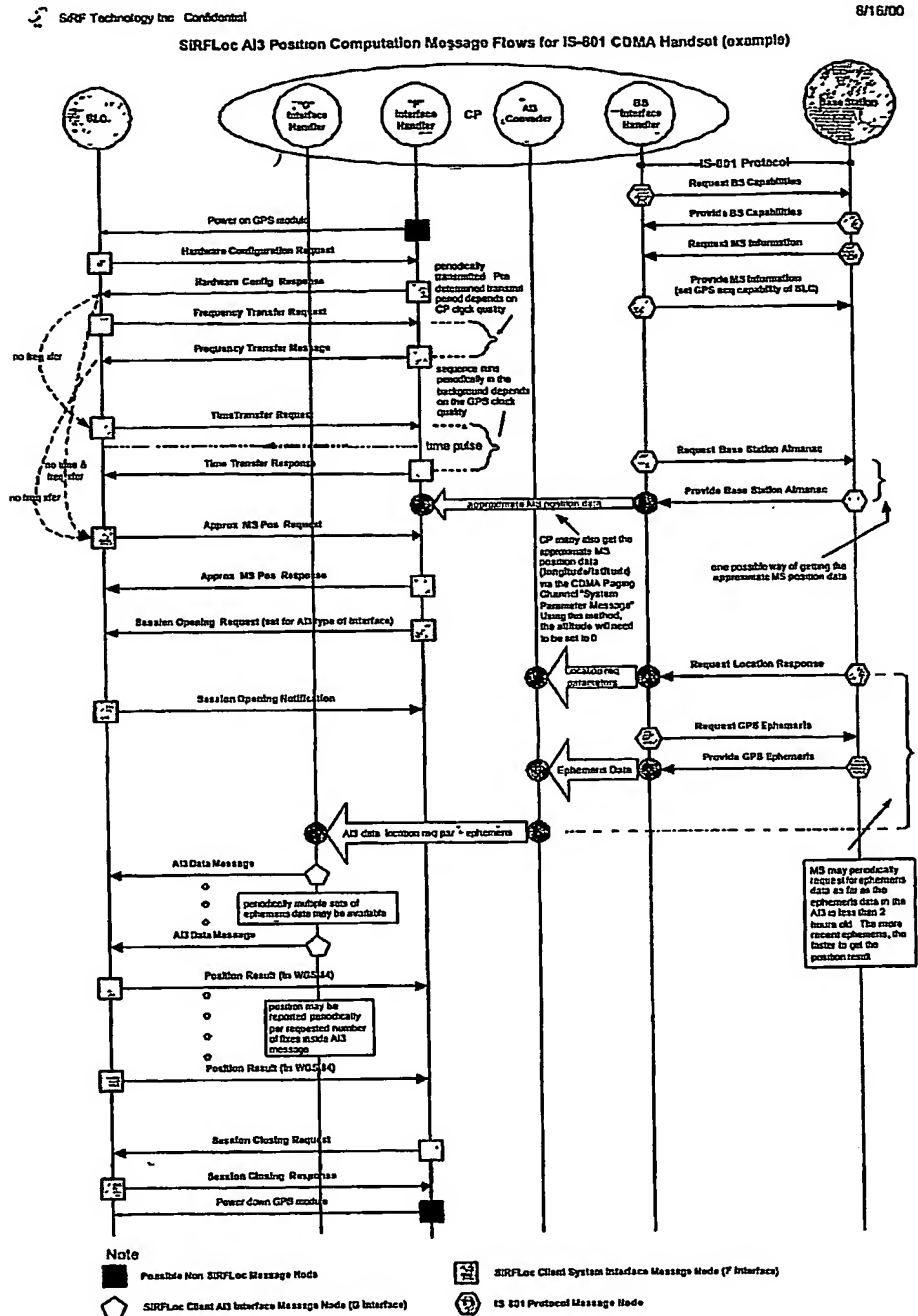 SiRF Technology Inc Confidential
8/16/00
SiRFLoc AI3 Position Computation Message Flows for IS-801 CDMA Handset (example)
SLC
"G"
Interface
Handler
"F"
Interface
Handler
CP
AI3
Converter
BS
Interface
Handler
Base Station
IS-801 Protocol
Request BS Capabilities
Power on GPS module
Provide BS Capabilities
Hardware Configuration Request
Request MS Information
Hardware Config. Response
periodically
transmitted Pre
determined transmit
period depends on
CP clock quality
Provide MS Information
(set GPS acq capability of SLC)
Frequency Transfer Request
Frequency Transfer Message
no freq xfer
sequence runs
periodically in the
background depends
on the GPS clock
quality
TimeTransfer Request
time pulse
Request Base Station Almanac
no time &
freq xfer
Time Transfer Response
no freq xfer
approximate MS position data
Provide Base Station Almanac
Approx MS Pos Request
CP many also get the
approximate MS
position data
(longitude/latitude)
via the CDMA Paging
Channel "System
Parameter Message"
Using this method,
the altitude will need
to be set to 0
one possible way of getting the
approximate MS position data
Approx MS Pos Response
Session Opening Request (set for AI3 type of Interface)
Location req
parameters
Request Location Response
Session Opening Notification
Request GPS Ephemeris
Ephemeris Data
Provide GPS Ephemeris
AI3 data location req par + ephemeris
AI3 Data Message
periodically multiple sets of
ephemeris data may be available
MS may periodically
request for ephemeris
data as far as the
ephemeris data in the
AI3 is less than 2
hours old The more
recent ephemeris, the
faster to get the
position result
AI3 Data Message
Position Result (in WGS 84)
position may be
reported periodically
per requested number
of fixes inside AI3
message
Position Result (in WGS 84)
Session Closing Request
Session Closing Response
Power down GPS module
Note
Possible Non SiRFLoc Message Node
SiRFLoc Client System Interface Message Node (F Interface)
SiRFLoc Client AI3 Interface Message Node (G Interface)
IS 801 Protocol Message Node